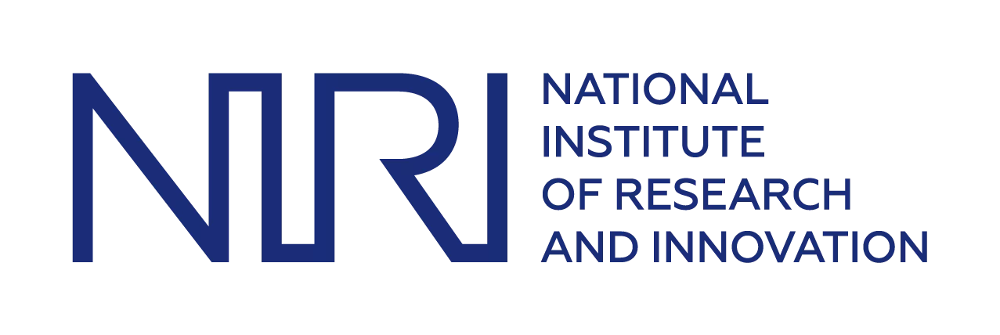 NIRI
NATIONAL
INSTITUTE
OF RESEARCH
AND INNOVATION